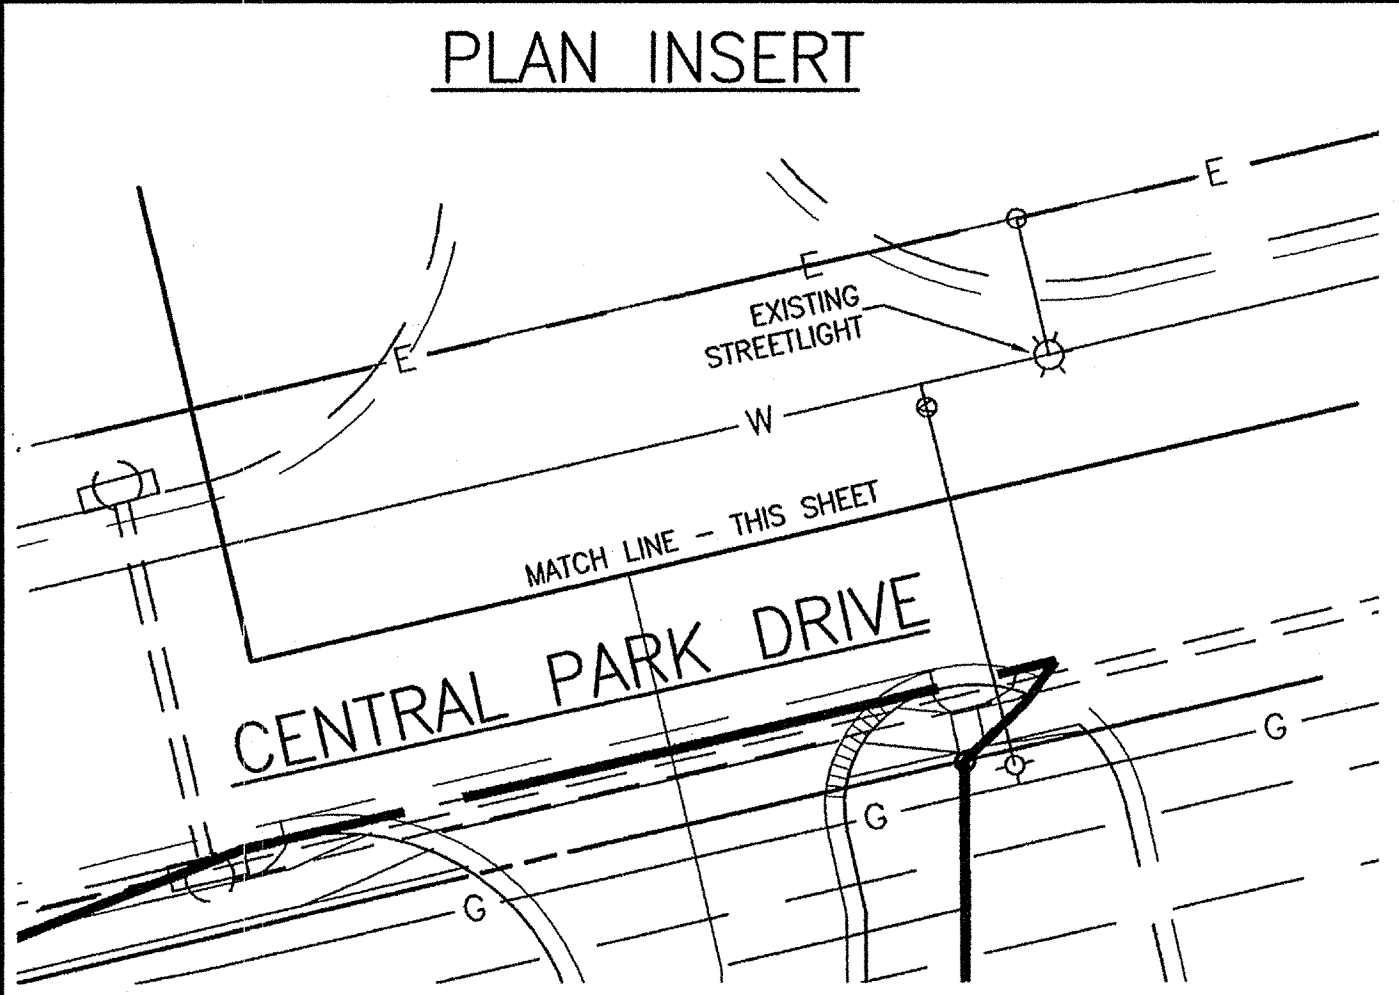 PLAN INSERT
E
E
EXISTING
STREETLIGHT
E
W
MATCH LINE - THIS SHEET
CENTRAL PARK DRIVE
G
G
G